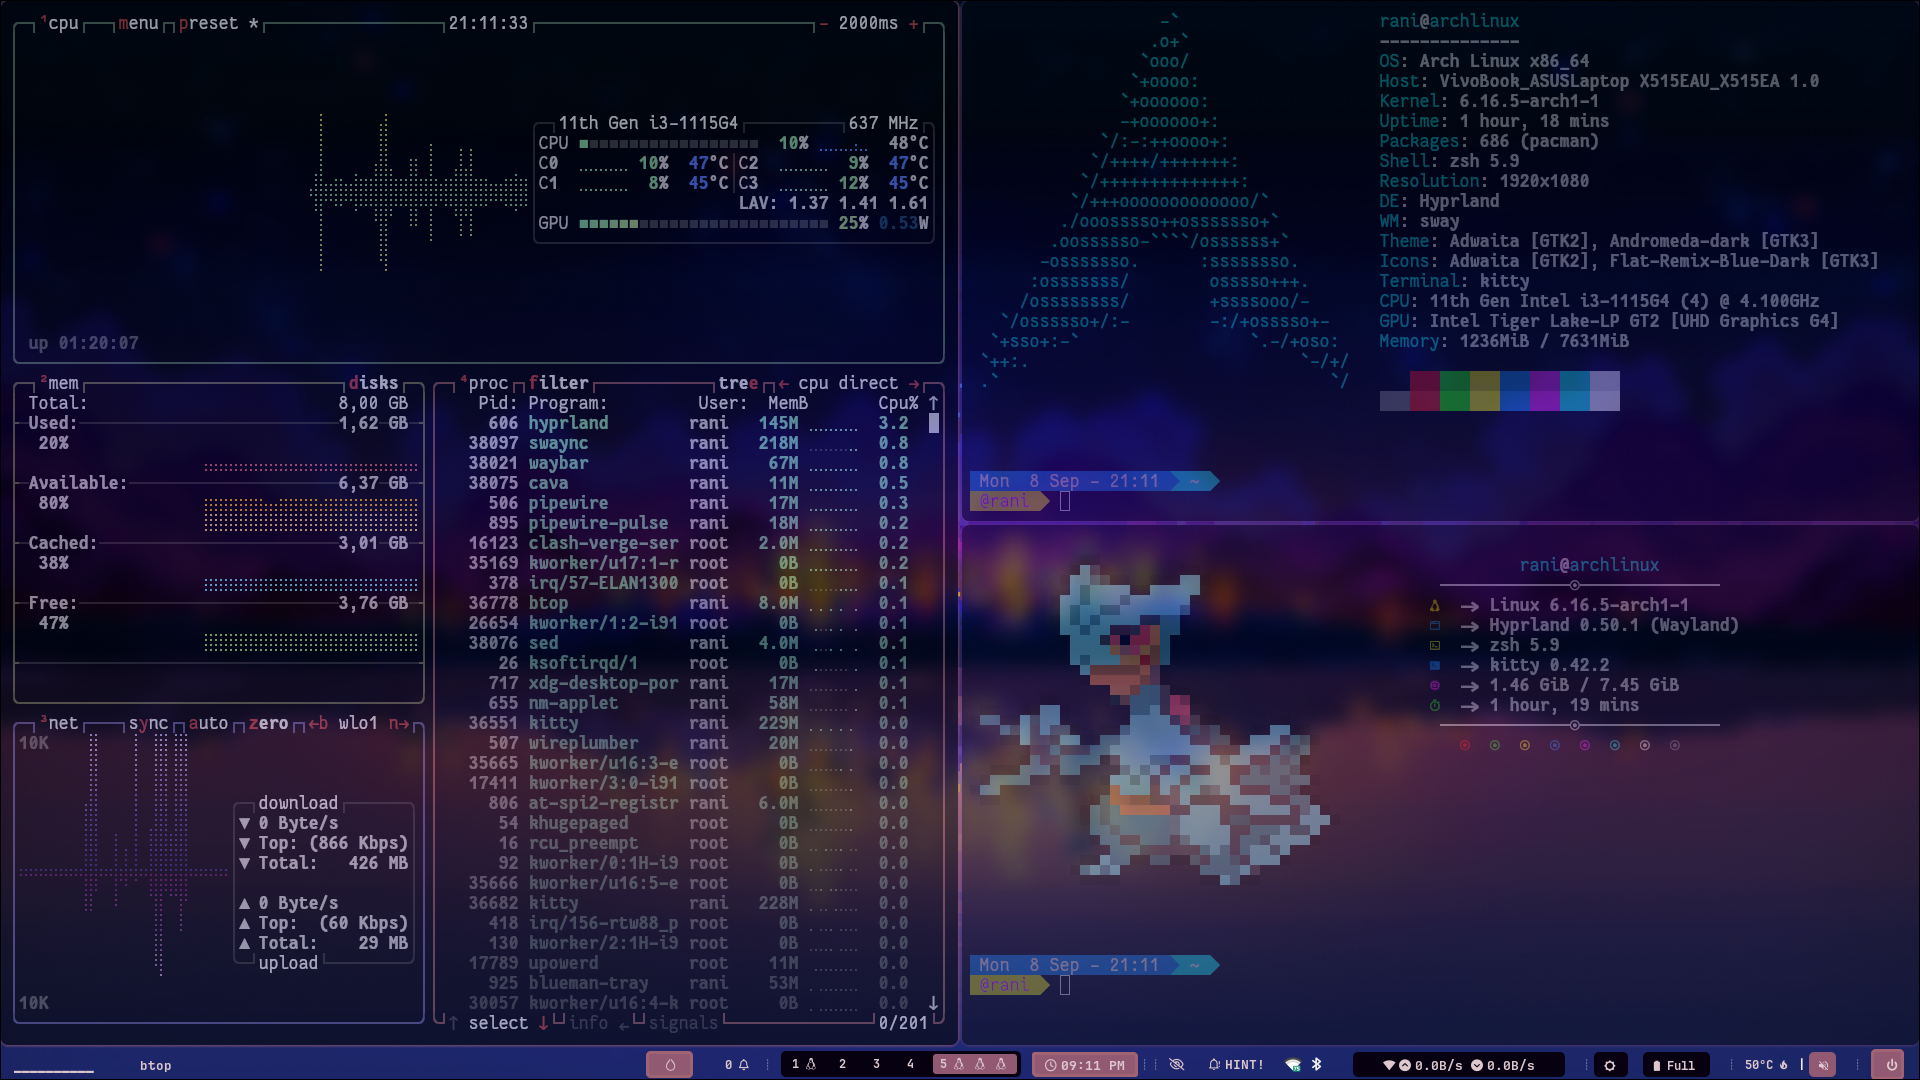 ¹cpu menu preset * 21:11:33 - 2000ms +
11th Gen i3-1115G4 637 MHz
CPU 10% 48°C
C0 10% 47°C C2 9% 47°C
C1 8% 45°C C3 12% 45°C
LAV: 1.37 1.41 1.61
GPU 25% 0.53W
up 01:20:07
²mem disks
Total: 8,00 GB
Used: 1,62 GB
20%
Available: 6,37 GB
80%
Cached: 3,01 GB
38%
Free: 3,76 GB
47%
³net sync auto zero ←b wlo1 n→
10K
download
▼ 0 Byte/s
▼ Top: (866 Kbps)
▼ Total: 426 MB
▲ 0 Byte/s
▲ Top: (60 Kbps)
▲ Total: 29 MB
upload
10K
⁴proc filter tree ← cpu direct →
Pid: Program: User: MemB Cpu% ↑
606 hyprland rani 145M 3.2
38097 swaync rani 218M 0.8
38021 waybar rani 67M 0.8
38075 cava rani 11M 0.5
506 pipewire rani 17M 0.3
895 pipewire-pulse rani 18M 0.2
16123 clash-verge-ser root 2.0M 0.2
35169 kworker/u17:1-r root 0B 0.2
378 irq/57-ELAN1300 root 0B 0.1
36778 btop rani 8.0M 0.1
26654 kworker/1:2-i91 root 0B 0.1
38076 sed rani 4.0M 0.1
26 ksoftirqd/1 root 0B 0.1
717 xdg-desktop-por rani 17M 0.1
655 nm-applet rani 58M 0.1
36551 kitty rani 229M 0.0
507 wireplumber rani 20M 0.0
35665 kworker/u16:3-e root 0B 0.0
17411 kworker/3:0-i91 root 0B 0.0
806 at-spi2-registr rani 6.0M 0.0
54 khugepaged root 0B 0.0
16 rcu_preempt root 0B 0.0
92 kworker/0:1H-i9 root 0B 0.0
35666 kworker/u16:5-e root 0B 0.0
36682 kitty rani 228M 0.0
418 irq/156-rtw88_p root 0B 0.0
130 kworker/2:1H-i9 root 0B 0.0
17789 upowerd root 11M 0.0
925 blueman-tray rani 53M 0.0
30057 kworker/u16:4-k root 0B 0.0 ↓
↑ select ↓ info ← signals 0/201
-`
.o+`
`ooo/
`+oooo:
`+oooooo:
-+oooooo+:
`/:-:++oooo+:
`/++++/+++++++:
`/++++++++++++++:
`/+++ooooooooooooo/`
./ooosssso++osssssso+`
.oossssso-````/ossssss+`
-osssssso. :ssssssso.
:osssssss/ osssso+++.
/ossssssss/ +ssssooo/-
`/ossssso+/:- -:/+osssso+-
`+sso+:-` `.-/+oso:
`++:. `-/+/
.` `/
rani@archlinux
--------------
OS: Arch Linux x86_64
Host: VivoBook_ASUSLaptop X515EAU_X515EA 1.0
Kernel: 6.16.5-arch1-1
Uptime: 1 hour, 18 mins
Packages: 686 (pacman)
Shell: zsh 5.9
Resolution: 1920x1080
DE: Hyprland
WM: sway
Theme: Adwaita [GTK2], Andromeda-dark [GTK3]
Icons: Adwaita [GTK2], Flat-Remix-Blue-Dark [GTK3]
Terminal: kitty
CPU: 11th Gen Intel i3-1115G4 (4) @ 4.100GHz
GPU: Intel Tiger Lake-LP GT2 [UHD Graphics G4]
Memory: 1236MiB / 7631MiB
Mon 8 Sep - 21:11 ~
@rani
rani@archlinux
→ Linux 6.16.5-arch1-1
→ Hyprland 0.50.1 (Wayland)
→ zsh 5.9
→ kitty 0.42.2
→ 1.46 GiB / 7.45 GiB
→ 1 hour, 19 mins
Mon 8 Sep - 21:11 ~
@rani
btop 0 1 2 3 4 5 09:11 PM HINT! 0.0B/s 0.0B/s Full 50°C